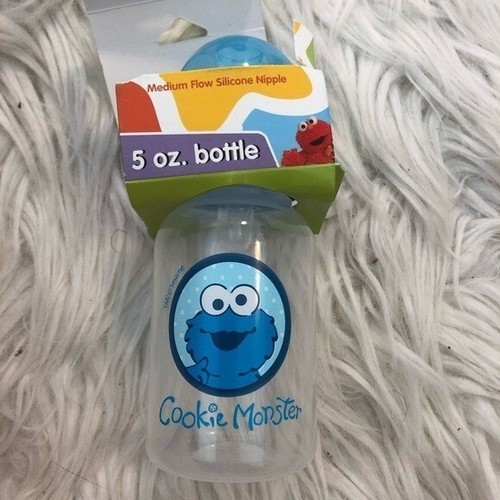 Medium Flow Silicone Nipple
5 oz. bottle
Cookie Monster